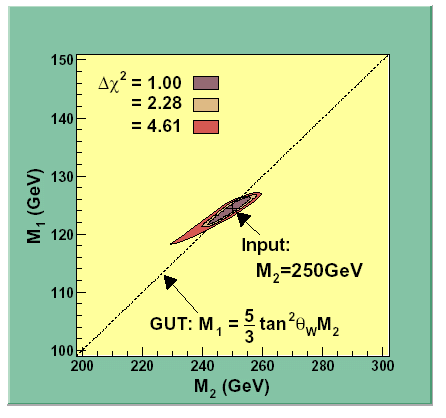 Δχ² = 1.00
= 2.28
= 4.61
M₁ (GeV)
150
140
130
120
110
100
Input:
M₂=250GeV
GUT: M₁ = 5/3 tan²θ_W M₂
200
220
240
260
280
300
M₂ (GeV)